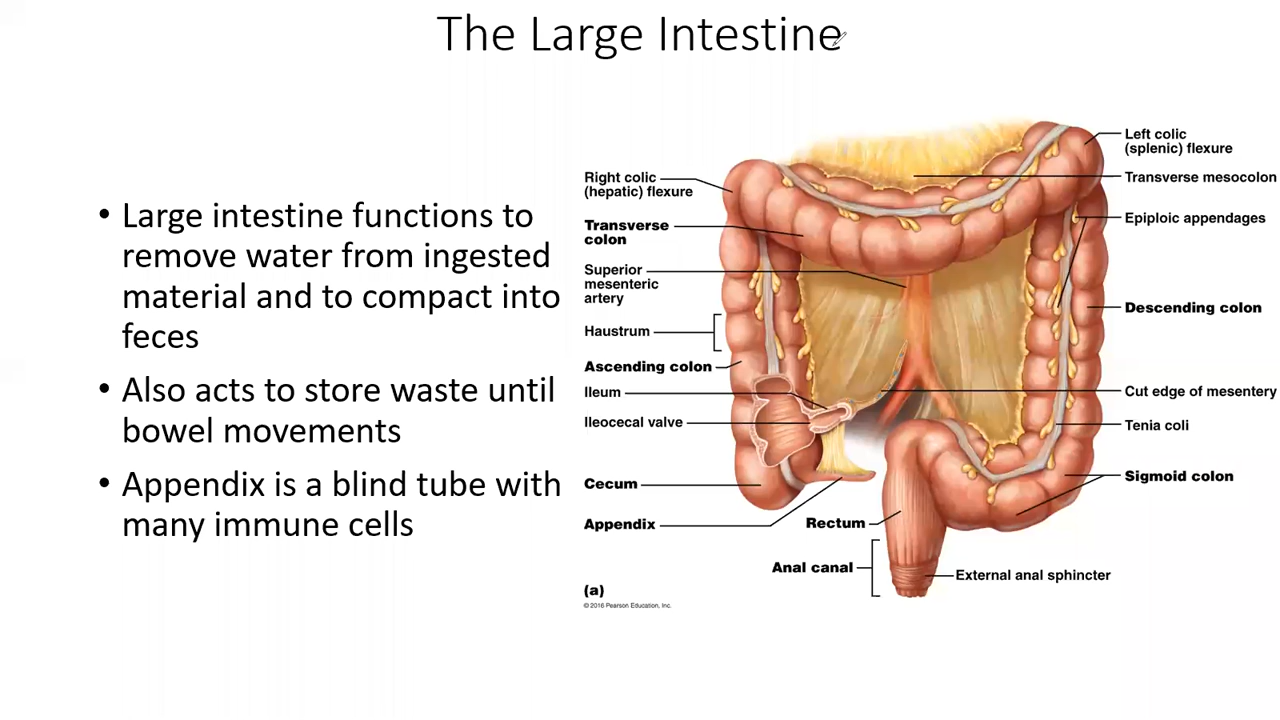 The Large Intestine
• Large intestine functions to
remove water from ingested
material and to compact into
feces
• Also acts to store waste until
bowel movements
• Appendix is a blind tube with
many immune cells
Right colic
(hepatic) flexure
Transverse
colon
Superior
mesenteric
artery
Haustrum
Ascending colon
Ileum
Ileocecal valve
Cecum
Appendix
Rectum
Anal canal
External anal sphincter
Left colic
(splenic) flexure
Transverse mesocolon
Epiploic appendages
Descending colon
Cut edge of mesentery
Tenia coli
Sigmoid colon
(a)
© 2016 Pearson Education, Inc.